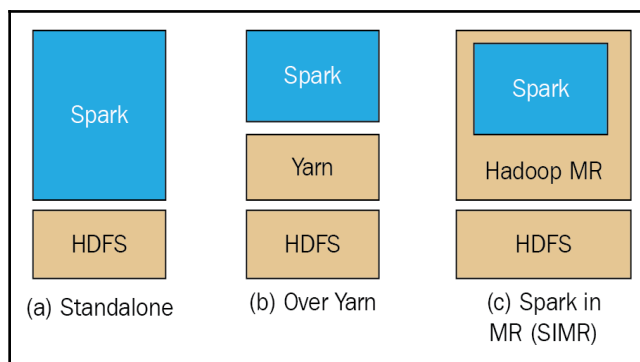 Spark
HDFS
(a) Standalone
Spark
Yarn
HDFS
(b) Over Yarn
Spark
Hadoop MR
HDFS
(c) Spark in
MR (SIMR)